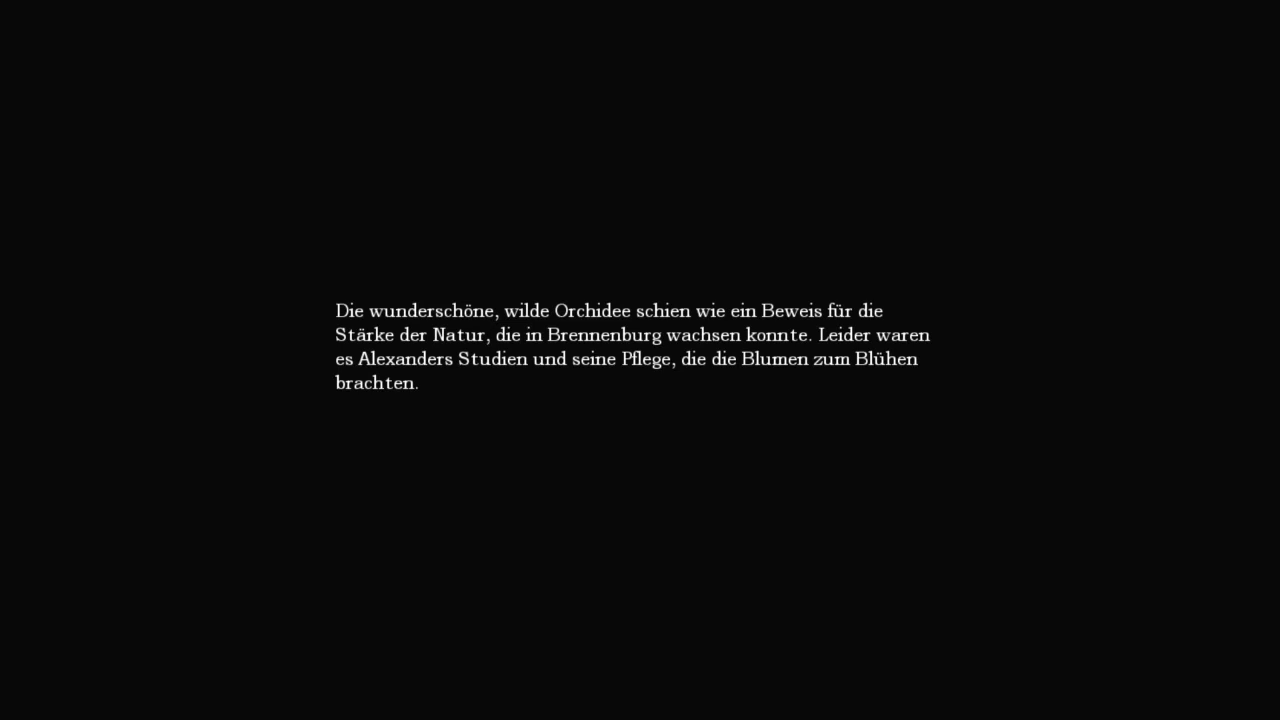 Die wunderschöne, wilde Orchidee schien wie ein Beweis für die
Stärke der Natur, die in Brennenburg wachsen konnte. Leider waren
es Alexanders Studien und seine Pflege, die die Blumen zum Blühen
brachten.